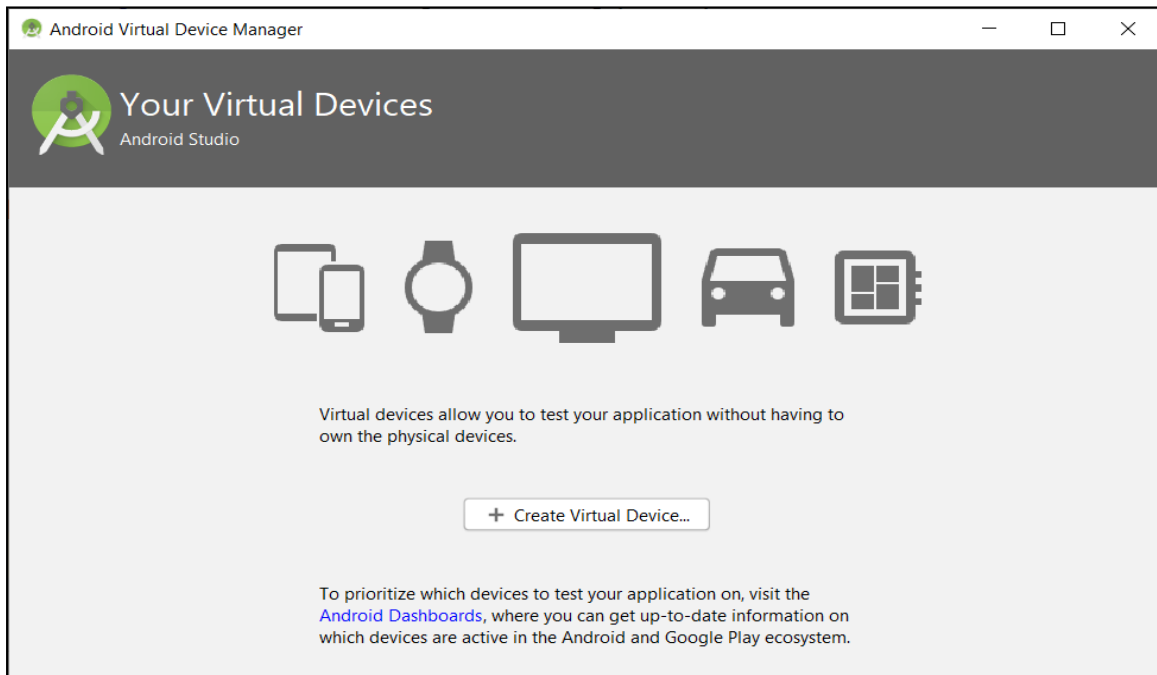 Android Virtual Device Manager
Your Virtual Devices
Android Studio
Virtual devices allow you to test your application without having to
own the physical devices.
+ Create Virtual Device...
To prioritize which devices to test your application on, visit the
Android Dashboards, where you can get up-to-date information on
which devices are active in the Android and Google Play ecosystem.